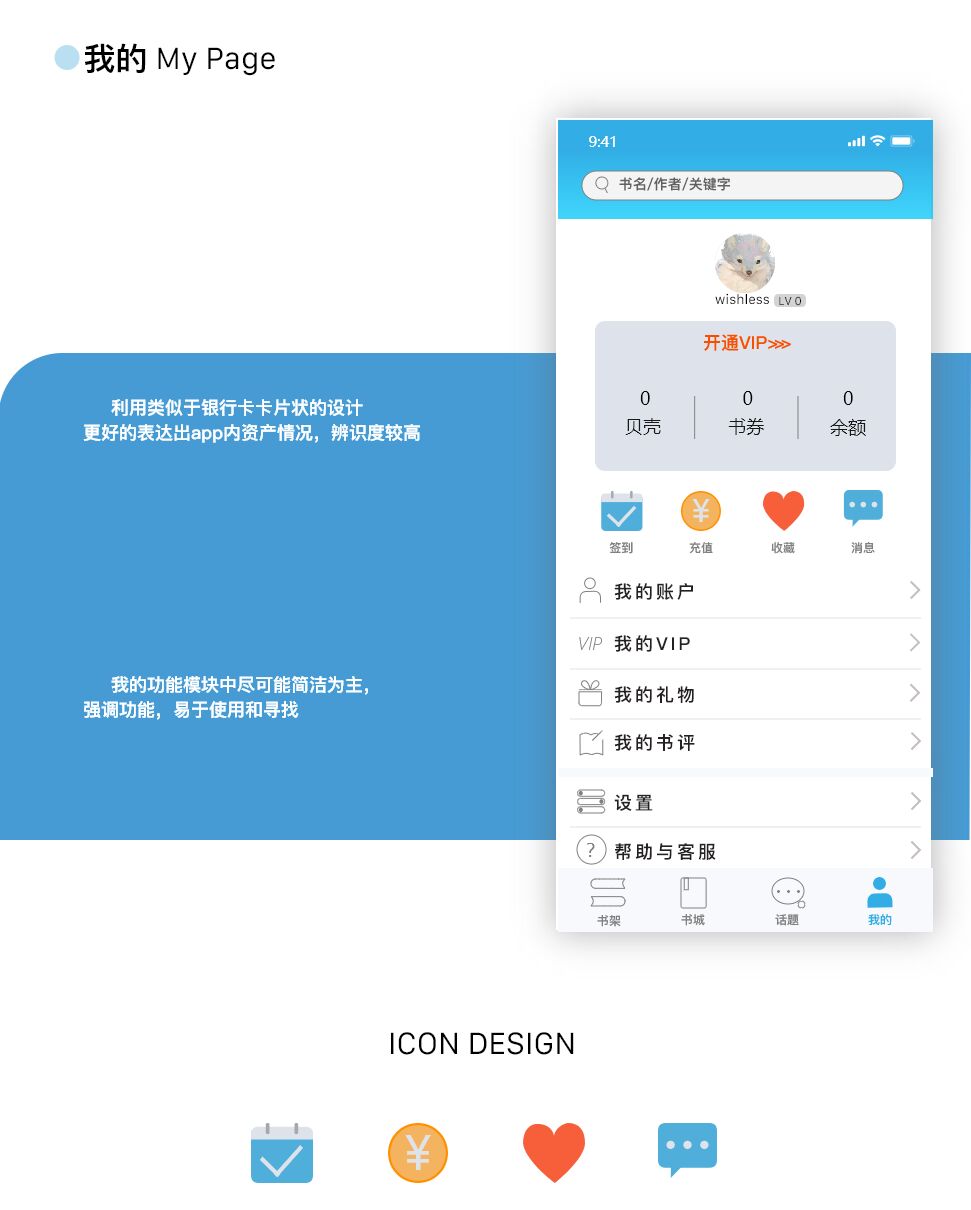 我的 My Page
9:41
书名/作者/关键字
wishless LV 0
开通VIP>>>
0 0 0
贝壳 书券 余额
利用类似于银行卡卡片状的设计
更好的表达出app内资产情况，辨识度较高
¥
签到 充值 收藏 消息
我的账户
VIP 我的VIP
我的礼物
我的书评
我的功能模块中尽可能简洁为主，
强调功能，易于使用和寻找
设置
? 帮助与客服
书架 书城 话题 我的
ICON DESIGN
¥